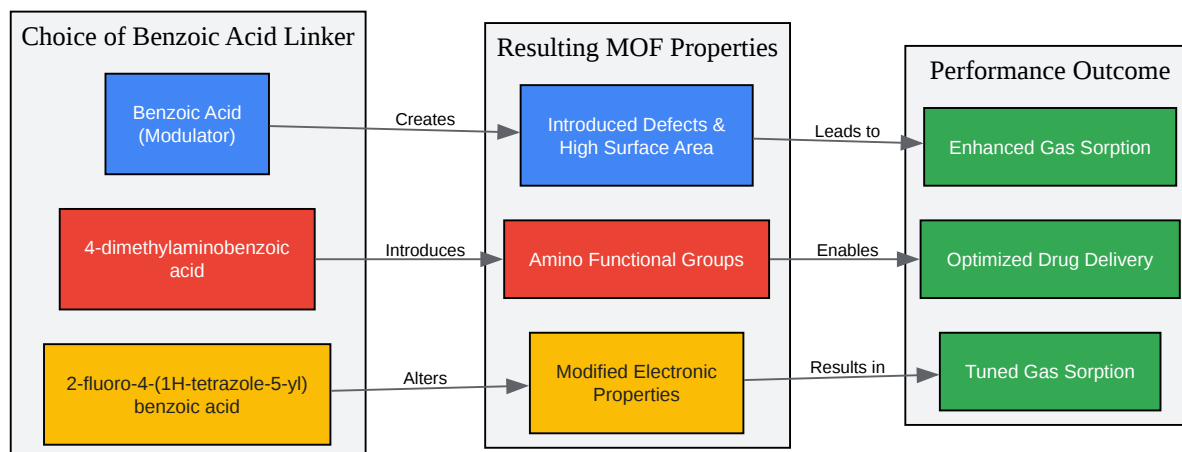 Choice of Benzoic Acid Linker
Benzoic Acid
(Modulator)
4-dimethylaminobenzoic
acid
2-fluoro-4-(1H-tetrazole-5-yl)
benzoic acid
Creates
Introduces
Alters
Resulting MOF Properties
Introduced Defects &
High Surface Area
Amino Functional Groups
Modified Electronic
Properties
Leads to
Enables
Results in
Performance Outcome
Enhanced Gas Sorption
Optimized Drug Delivery
Tuned Gas Sorption